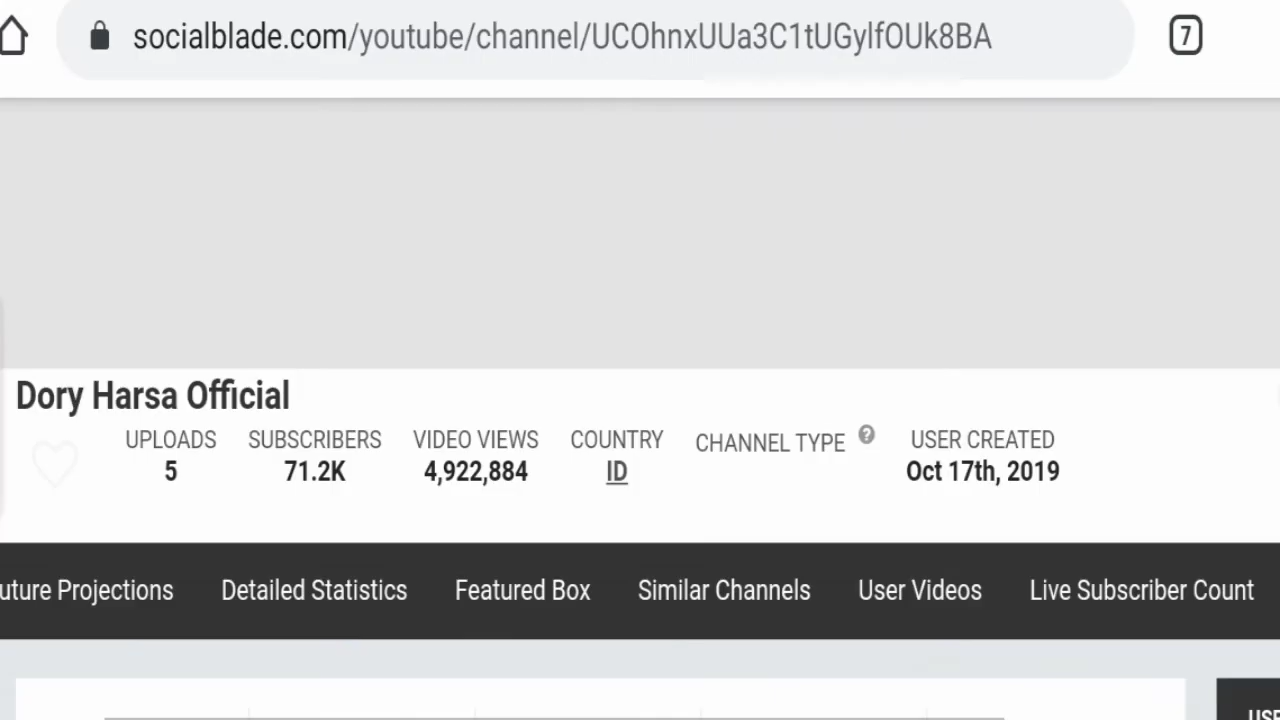 socialblade.com/youtube/channel/UCOhnxUUa3C1tUGylfOUk8BA
7
Dory Harsa Official
UPLOADS SUBSCRIBERS VIDEO VIEWS COUNTRY CHANNEL TYPE ? USER CREATED
5 71.2K 4,922,884 ID Oct 17th, 2019
uture Projections Detailed Statistics Featured Box Similar Channels User Videos Live Subscriber Count